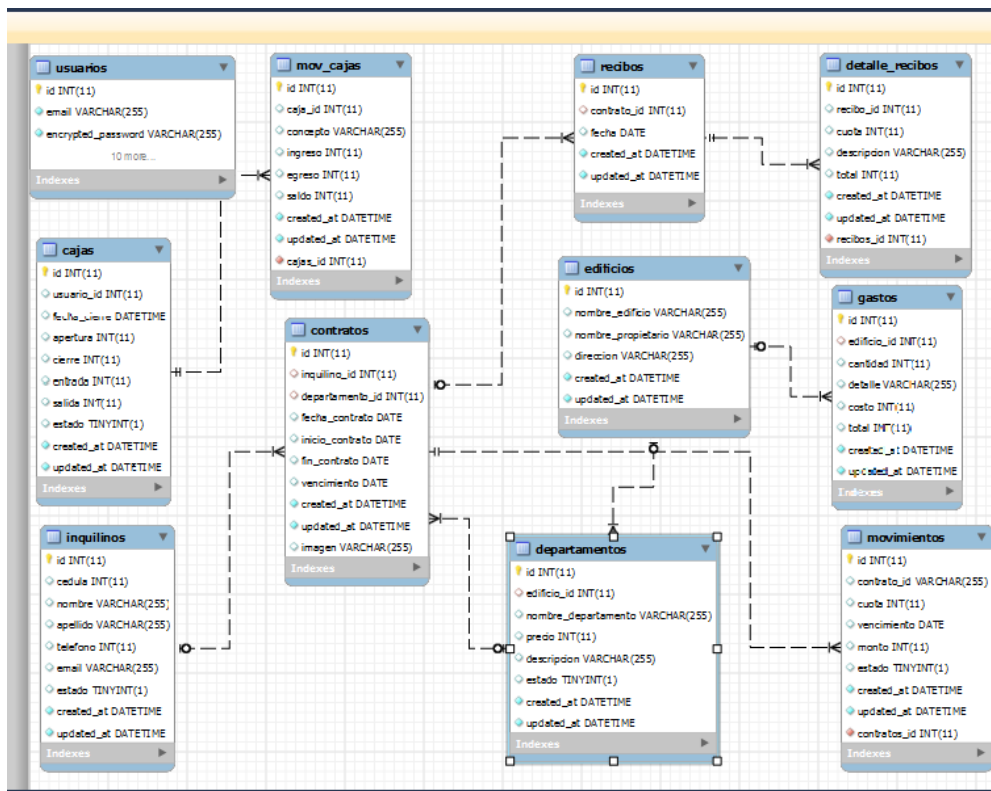 usuarios
id INT(11)
email VARCHAR(255)
encrypted_password VARCHAR(255)
10 more...
Indexes
mov_cajas
id INT(11)
caja_id INT(11)
concepto VARCHAR(255)
ingreso INT(11)
egreso INT(11)
saldo INT(11)
created_at DATETIME
updated_at DATETIME
cajas_id INT(11)
Indexes
recibos
id INT(11)
contrato_id INT(11)
fecha DATE
created_at DATETIME
updated_at DATETIME
Indexes
detalle_recibos
id INT(11)
recibo_id INT(11)
cuota INT(11)
descripcion VARCHAR(255)
total INT(11)
created_at DATETIME
updated_at DATETIME
recibos_id INT(11)
Indexes
cajas
id INT(11)
usuario_id INT(11)
fecha_cierre DATETIME
apertura INT(11)
cierre INT(11)
entrada INT(11)
salida INT(11)
estado TINYINT(1)
created_at DATETIME
updated_at DATETIME
Indexes
contratos
id INT(11)
inquilino_id INT(11)
departamento_id INT(11)
fecha_contrato DATE
inicio_contrato DATE
fin_contrato DATE
vencimiento DATE
created_at DATETIME
updated_at DATETIME
imagen VARCHAR(255)
Indexes
edificios
id INT(11)
nombre_edificio VARCHAR(255)
nombre_propietario VARCHAR(255)
direccion VARCHAR(255)
created_at DATETIME
updated_at DATETIME
Indexes
gastos
id INT(11)
edificio_id INT(11)
cantidad INT(11)
detalle VARCHAR(255)
costo INT(11)
total INT(11)
created_at DATETIME
updated_at DATETIME
Indexes
inquilinos
id INT(11)
cedula INT(11)
nombre VARCHAR(255)
apellido VARCHAR(255)
telefono INT(11)
email VARCHAR(255)
estado TINYINT(1)
created_at DATETIME
updated_at DATETIME
Indexes
departamentos
id INT(11)
edificio_id INT(11)
nombre_departamento VARCHAR(255)
precio INT(11)
descripcion VARCHAR(255)
estado TINYINT(1)
created_at DATETIME
updated_at DATETIME
Indexes
movimientos
id INT(11)
contrato_id VARCHAR(255)
cuota INT(11)
vencimiento DATE
monto INT(11)
estado TINYINT(1)
created_at DATETIME
updated_at DATETIME
contratos_id INT(11)
Indexes